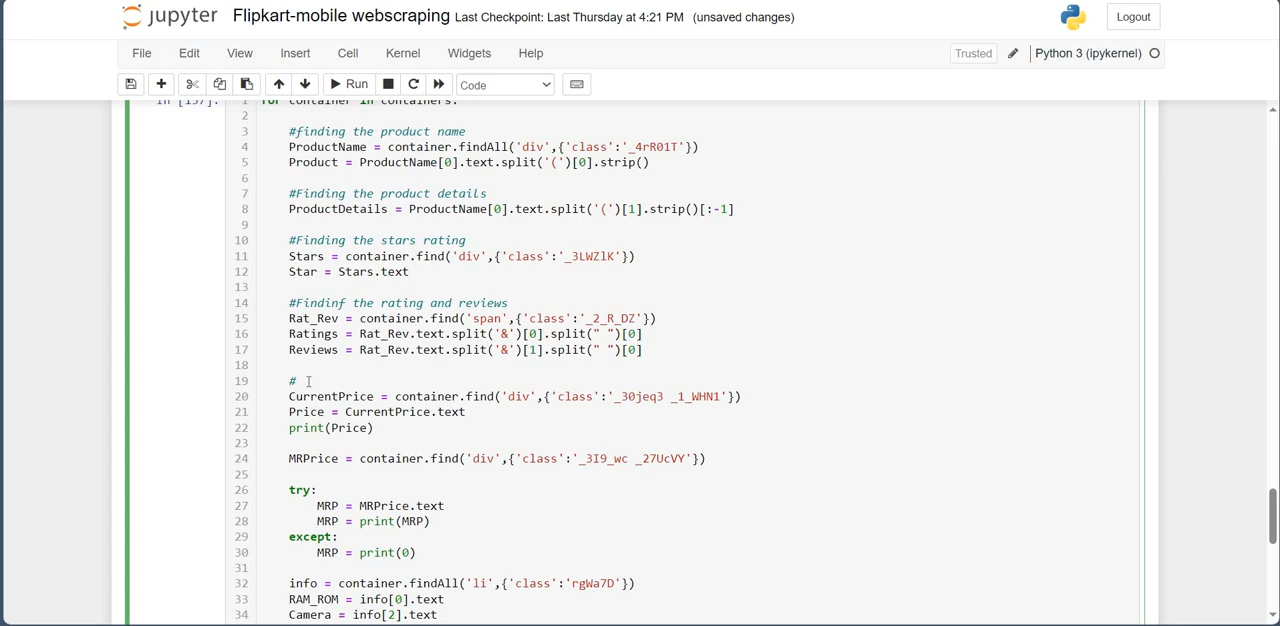 jupyter Flipkart-mobile webscraping Last Checkpoint: Last Thursday at 4:21 PM (unsaved changes) Logout
File Edit View Insert Cell Kernel Widgets Help Trusted Python 3 (ipykernel)
Run Code
In [157]: 1 for container in containers:
2
3 #finding the product name
4 ProductName = container.findAll('div',{'class':'_4rR01T'})
5 Product = ProductName[0].text.split('(')[0].strip()
6
7 #Finding the product details
8 ProductDetails = ProductName[0].text.split('(')[1].strip()[:-1]
9
10 #Finding the stars rating
11 Stars = container.find('div',{'class':'_3LWZlK'})
12 Star = Stars.text
13
14 #Findinf the rating and reviews
15 Rat_Rev = container.find('span',{'class':'_2_R_DZ'})
16 Ratings = Rat_Rev.text.split('&')[0].split(" ")[0]
17 Reviews = Rat_Rev.text.split('&')[1].split(" ")[0]
18
19 #
20 CurrentPrice = container.find('div',{'class':'_30jeq3 _1_WHN1'})
21 Price = CurrentPrice.text
22 print(Price)
23
24 MRPrice = container.find('div',{'class':'_3I9_wc _27UcVY'})
25
26 try:
27 MRP = MRPrice.text
28 MRP = print(MRP)
29 except:
30 MRP = print(0)
31
32 info = container.findAll('li',{'class':'rgWa7D'})
33 RAM_ROM = info[0].text
34 Camera = info[2].text